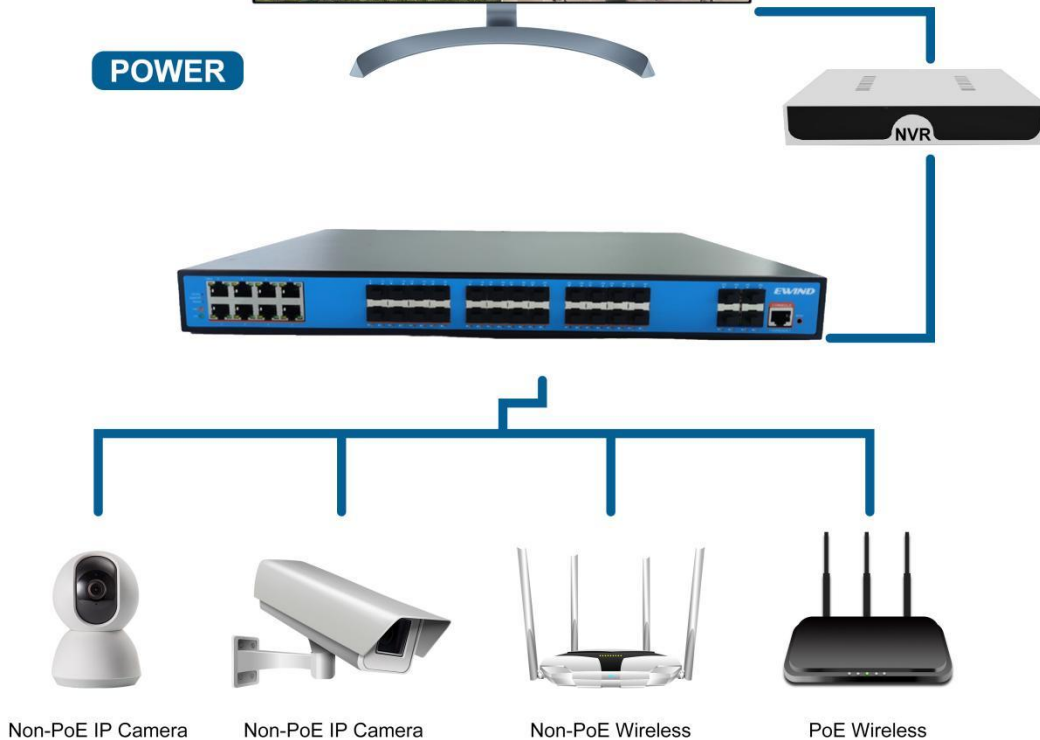 POWER
NVR
EWIND
Non-PoE IP Camera
Non-PoE IP Camera
Non-PoE Wireless
PoE Wireless